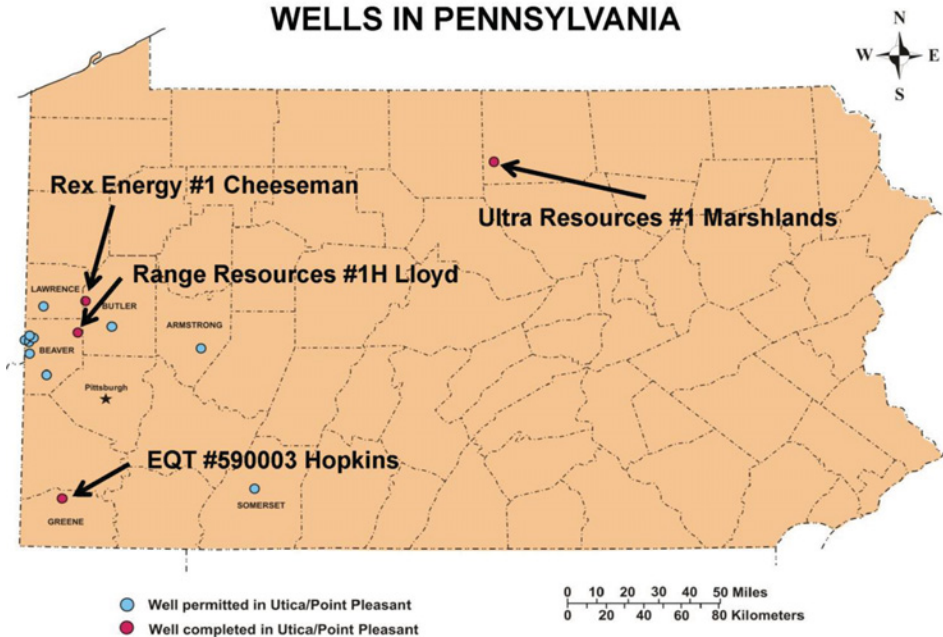 WELLS IN PENNSYLVANIA
N
W E
S
Rex Energy #1 Cheeseman
Ultra Resources #1 Marshlands
Range Resources #1H Lloyd
LAWRENCE
BUTLER
ARMSTRONG
BEAVER
Pittsburgh
EQT #590003 Hopkins
SOMERSET
GREENE
Well permitted in Utica/Point Pleasant
Well completed in Utica/Point Pleasant
0 10 20 30 40 50 Miles
0 20 40 60 80 Kilometers